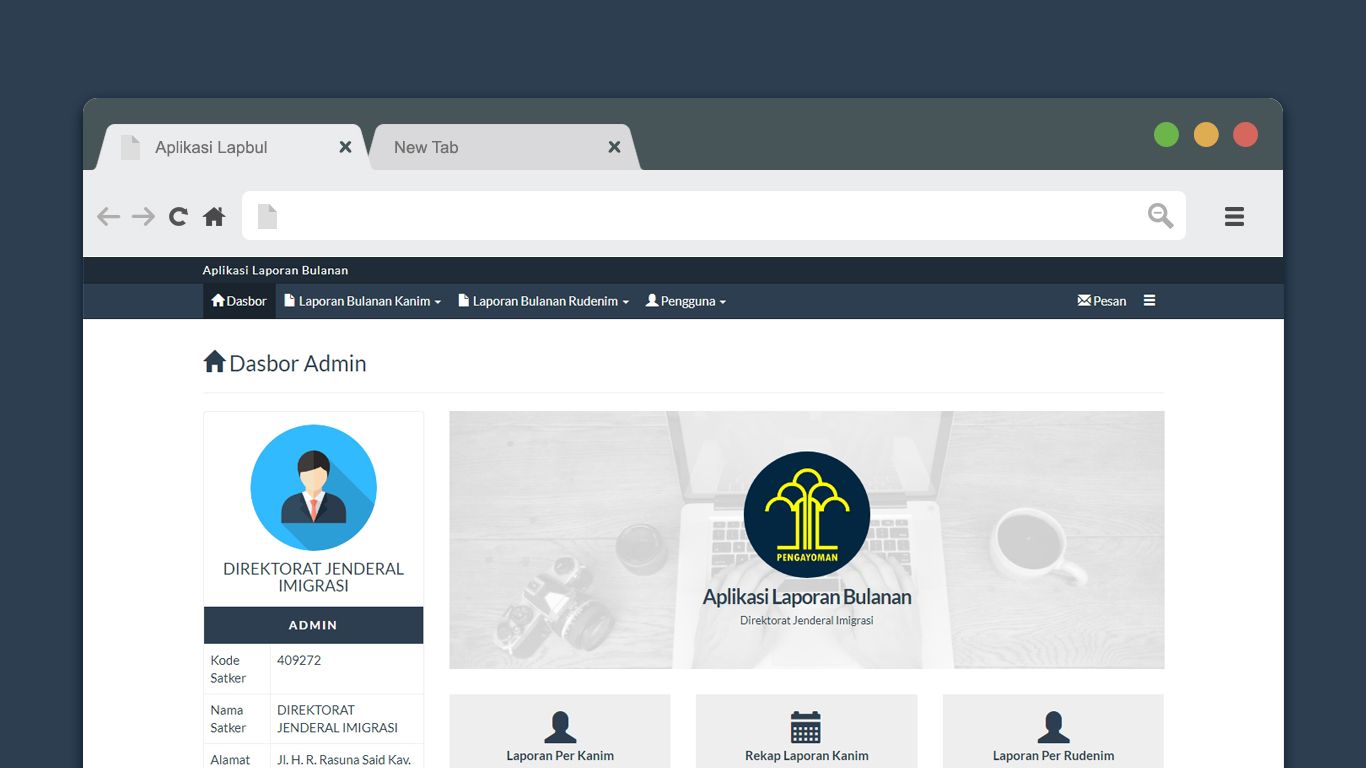 Aplikasi Lapbul
New Tab
Aplikasi Laporan Bulanan
Dasbor
Laporan Bulanan Kanim
Laporan Bulanan Rudenim
Pengguna
Pesan
Dasbor Admin
DIREKTORAT JENDERAL
IMIGRASI
ADMIN
Kode
Satker
409272
Nama
Satker
DIREKTORAT
JENDERAL IMIGRASI
Alamat
Jl. H. R. Rasuna Said Kav.
PENGAYOMAN
Aplikasi Laporan Bulanan
Direktorat Jenderal Imigrasi
Laporan Per Kanim
Rekap Laporan Kanim
Laporan Per Rudenim